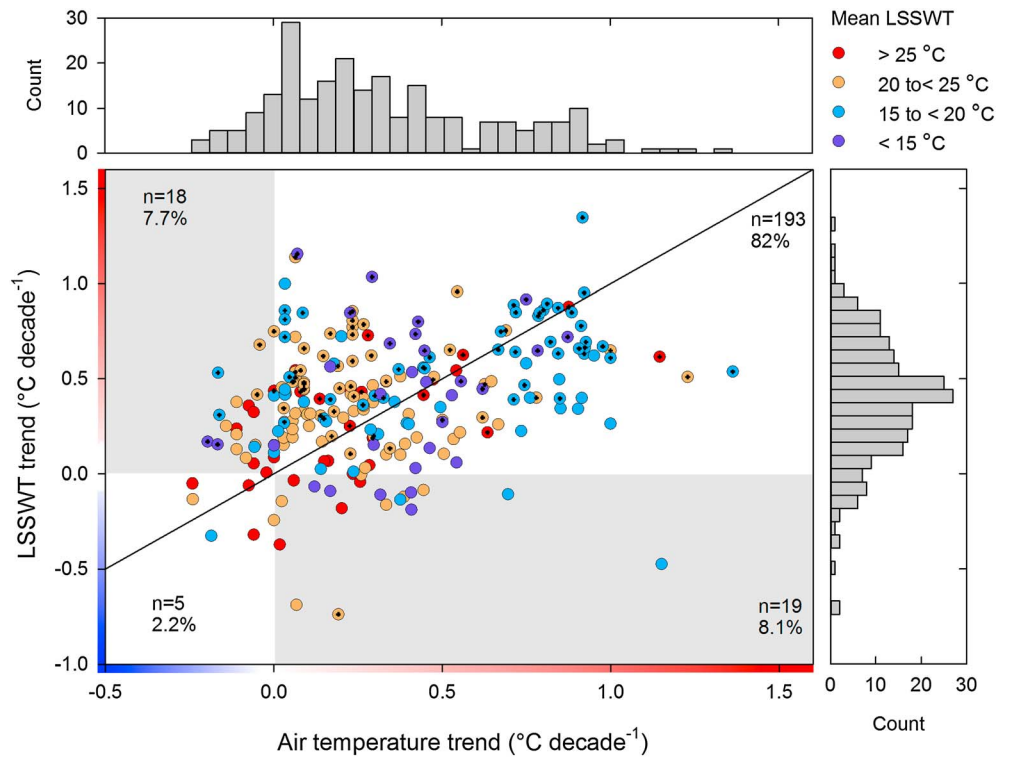 30
20
10
0
Count
Mean LSSWT
> 25 °C
20 to< 25 °C
15 to < 20 °C
< 15 °C
1.5
1.0
0.5
0.0
-0.5
-1.0
LSSWT trend (°C decade⁻¹)
n=18
7.7%
n=193
82%
n=5
2.2%
n=19
8.1%
-0.5 0.0 0.5 1.0 1.5
Air temperature trend (°C decade⁻¹)
0 10 20 30
Count